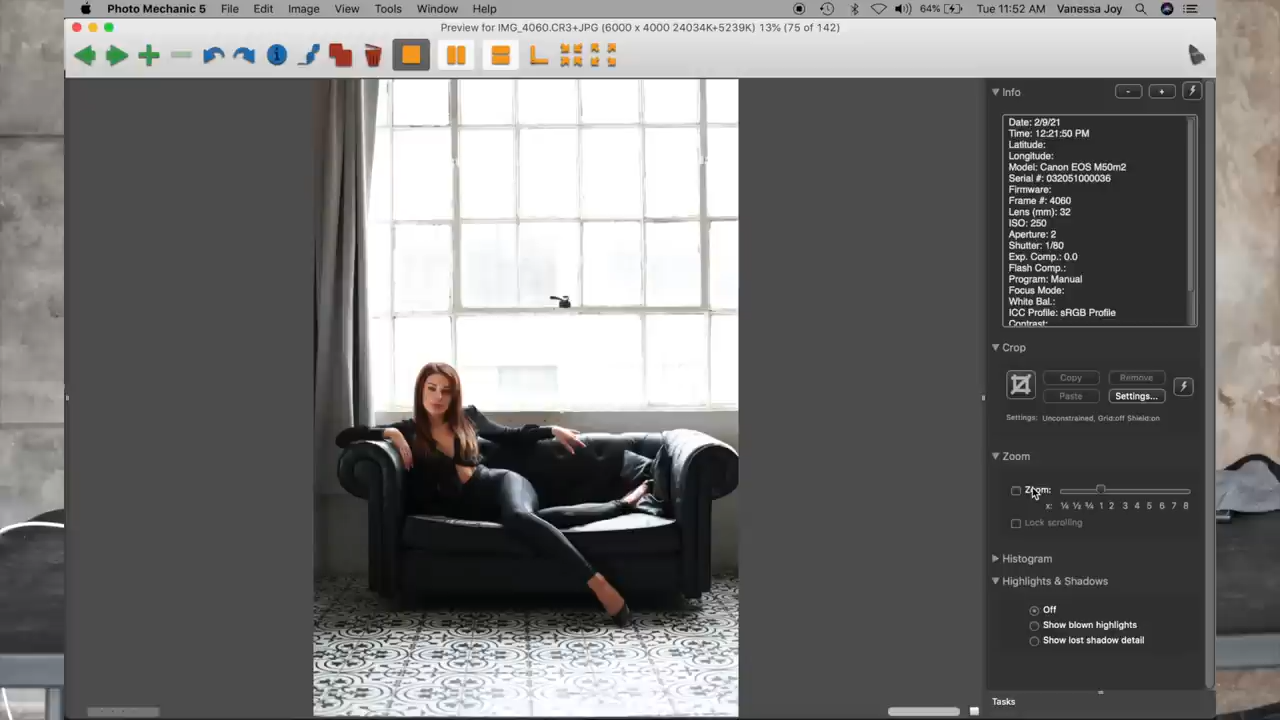 Photo Mechanic 5 File Edit Image View Tools Window Help 64% Tue 11:52 AM Vanessa Joy
Preview for IMG_4060.CR3+JPG (6000 x 4000 24034K+5239K) 13% (75 of 142)
Info - +
Date: 2/9/21
Time: 12:21:50 PM
Latitude:
Longitude:
Model: Canon EOS M50m2
Serial #: 032051000036
Firmware:
Frame #: 4060
Lens (mm): 32
ISO: 250
Aperture: 2
Shutter: 1/80
Exp. Comp.: 0.0
Flash Comp.:
Program: Manual
Focus Mode:
White Bal.:
ICC Profile: sRGB Profile
Contrast:
Crop
Copy Remove
Paste Settings...
Settings: Unconstrained, Grid:off Shield:on
Zoom
Zoom:
x: ¼ ½ ¾ 1 2 3 4 5 6 7 8
Lock scrolling
Histogram
Highlights & Shadows
Off
Show blown highlights
Show lost shadow detail
Tasks